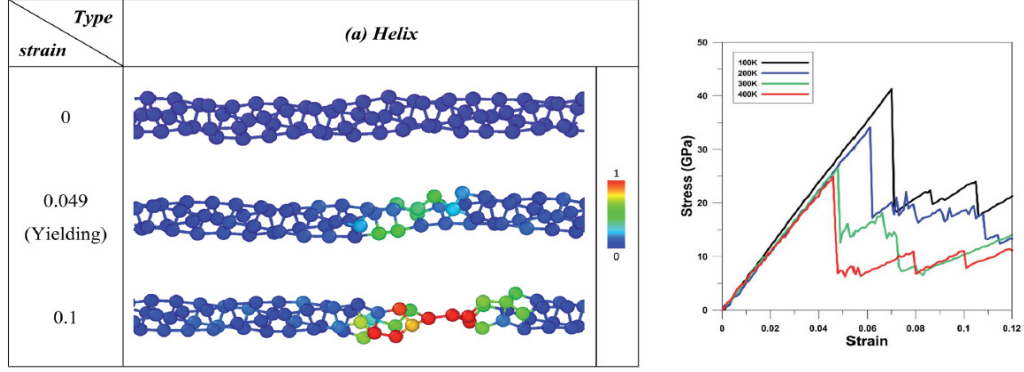 Type
strain
(a) Helix
0
0.049
(Yielding)
0.1
1
0
50
40
30
20
10
0
Stress (GPa)
100K
200K
300K
400K
0
0.02
0.04
0.06
0.08
0.1
0.12
Strain